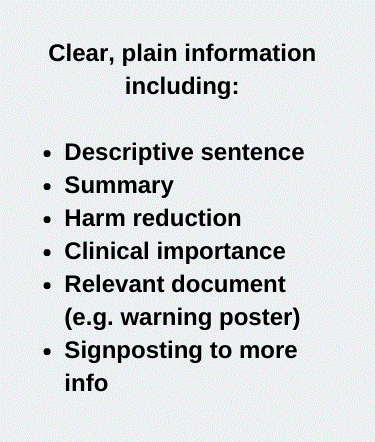 Clear, plain information
including:
• Descriptive sentence
• Summary
• Harm reduction
• Clinical importance
• Relevant document
(e.g. warning poster)
• Signposting to more
info